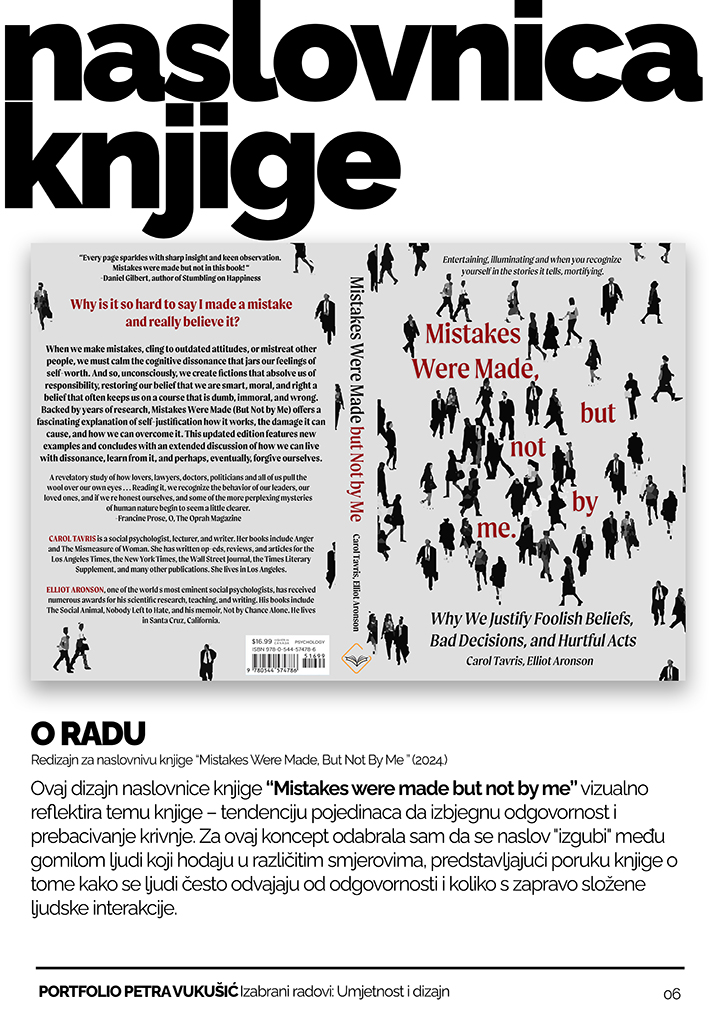 naslovnica
knjige
"Every page sparkles with sharp insight and keen observation.
Mistakes were made but not in this book!"
-Daniel Gilbert, author of Stumbling on Happiness
Why is it so hard to say I made a mistake
and really believe it?
When we make mistakes, cling to outdated attitudes, or mistreat other
people, we must calm the cognitive dissonance that jars our feelings of
self-worth. And so, unconsciously, we create fictions that absolve us of
responsibility, restoring our belief that we are smart, moral, and right a
belief that often keeps us on a course that is dumb, immoral, and wrong.
Backed by years of research, Mistakes Were Made (But Not by Me) offers a
fascinating explanation of self-justification how it works, the damage it can
cause, and how we can overcome it. This updated edition features new
examples and concludes with an extended discussion of how we can live
with dissonance, learn from it, and perhaps, eventually, forgive ourselves.
A revelatory study of how lovers, lawyers, doctors, politicians and all of us pull the
wool over our own eyes . . . Reading it, we recognize the behavior of our leaders, our
loved ones, and if we re honest ourselves, and some of the more perplexing mysteries
of human nature begin to seem a little clearer.
-Francine Prose, O, The Oprah Magazine
CAROL TAVRIS is a social psychologist, lecturer, and writer. Her books include Anger
and The Mismeasure of Woman. She has written op-eds, reviews, and articles for the
Los Angeles Times, the New York Times, the Wall Street Journal, the Times Literary
Supplement, and many other publications. She lives in Los Angeles.
ELLIOT ARONSON, one of the world s most eminent social psychologists, has received
numerous awards for his scientific research, teaching, and writing. His books include
The Social Animal, Nobody Left to Hate, and his memoir, Not by Chance Alone. He lives
in Santa Cruz, California.
$16.99
PSYCHOLOGY
ISBN 978-0-544-57478-6
51699
9 780544 574786
Mistakes Were Made but Not by Me Carol Tavris, Elliot Aronson
Entertaining, illuminating and when you recognize
yourself in the stories it tells, mortifying.
Mistakes
Were Made,
but
not
by
me.
Why We Justify Foolish Beliefs,
Bad Decisions, and Hurtful Acts
Carol Tavris, Elliot Aronson
O RADU
Redizajn za naslovnivu knjige “Mistakes Were Made, But Not By Me ” (2024.)
Ovaj dizajn naslovnice knjige “Mistakes were made but not by me” vizualno
reflektira temu knjige – tendenciju pojedinaca da izbjegnu odgovornost i
prebacivanje krivnje. Za ovaj koncept odabrala sam da se naslov "izgubi" među
gomilom ljudi koji hodaju u različitim smjerovima, predstavljajući poruku knjige o
tome kako se ljudi često odvajaju od odgovornosti i koliko s zapravo složene
ljudske interakcije.
PORTFOLIO PETRA VUKUŠIĆ Izabrani radovi: Umjetnost i dizajn
06